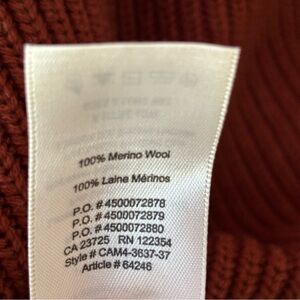 100% Merino Wool
100% Laine Mérinos
P.O. # 4500072878
P.O. # 4500072879
P.O. # 4500072880
CA 23725 RN 122354
Style # CAM4-3637-37
Article # 64246